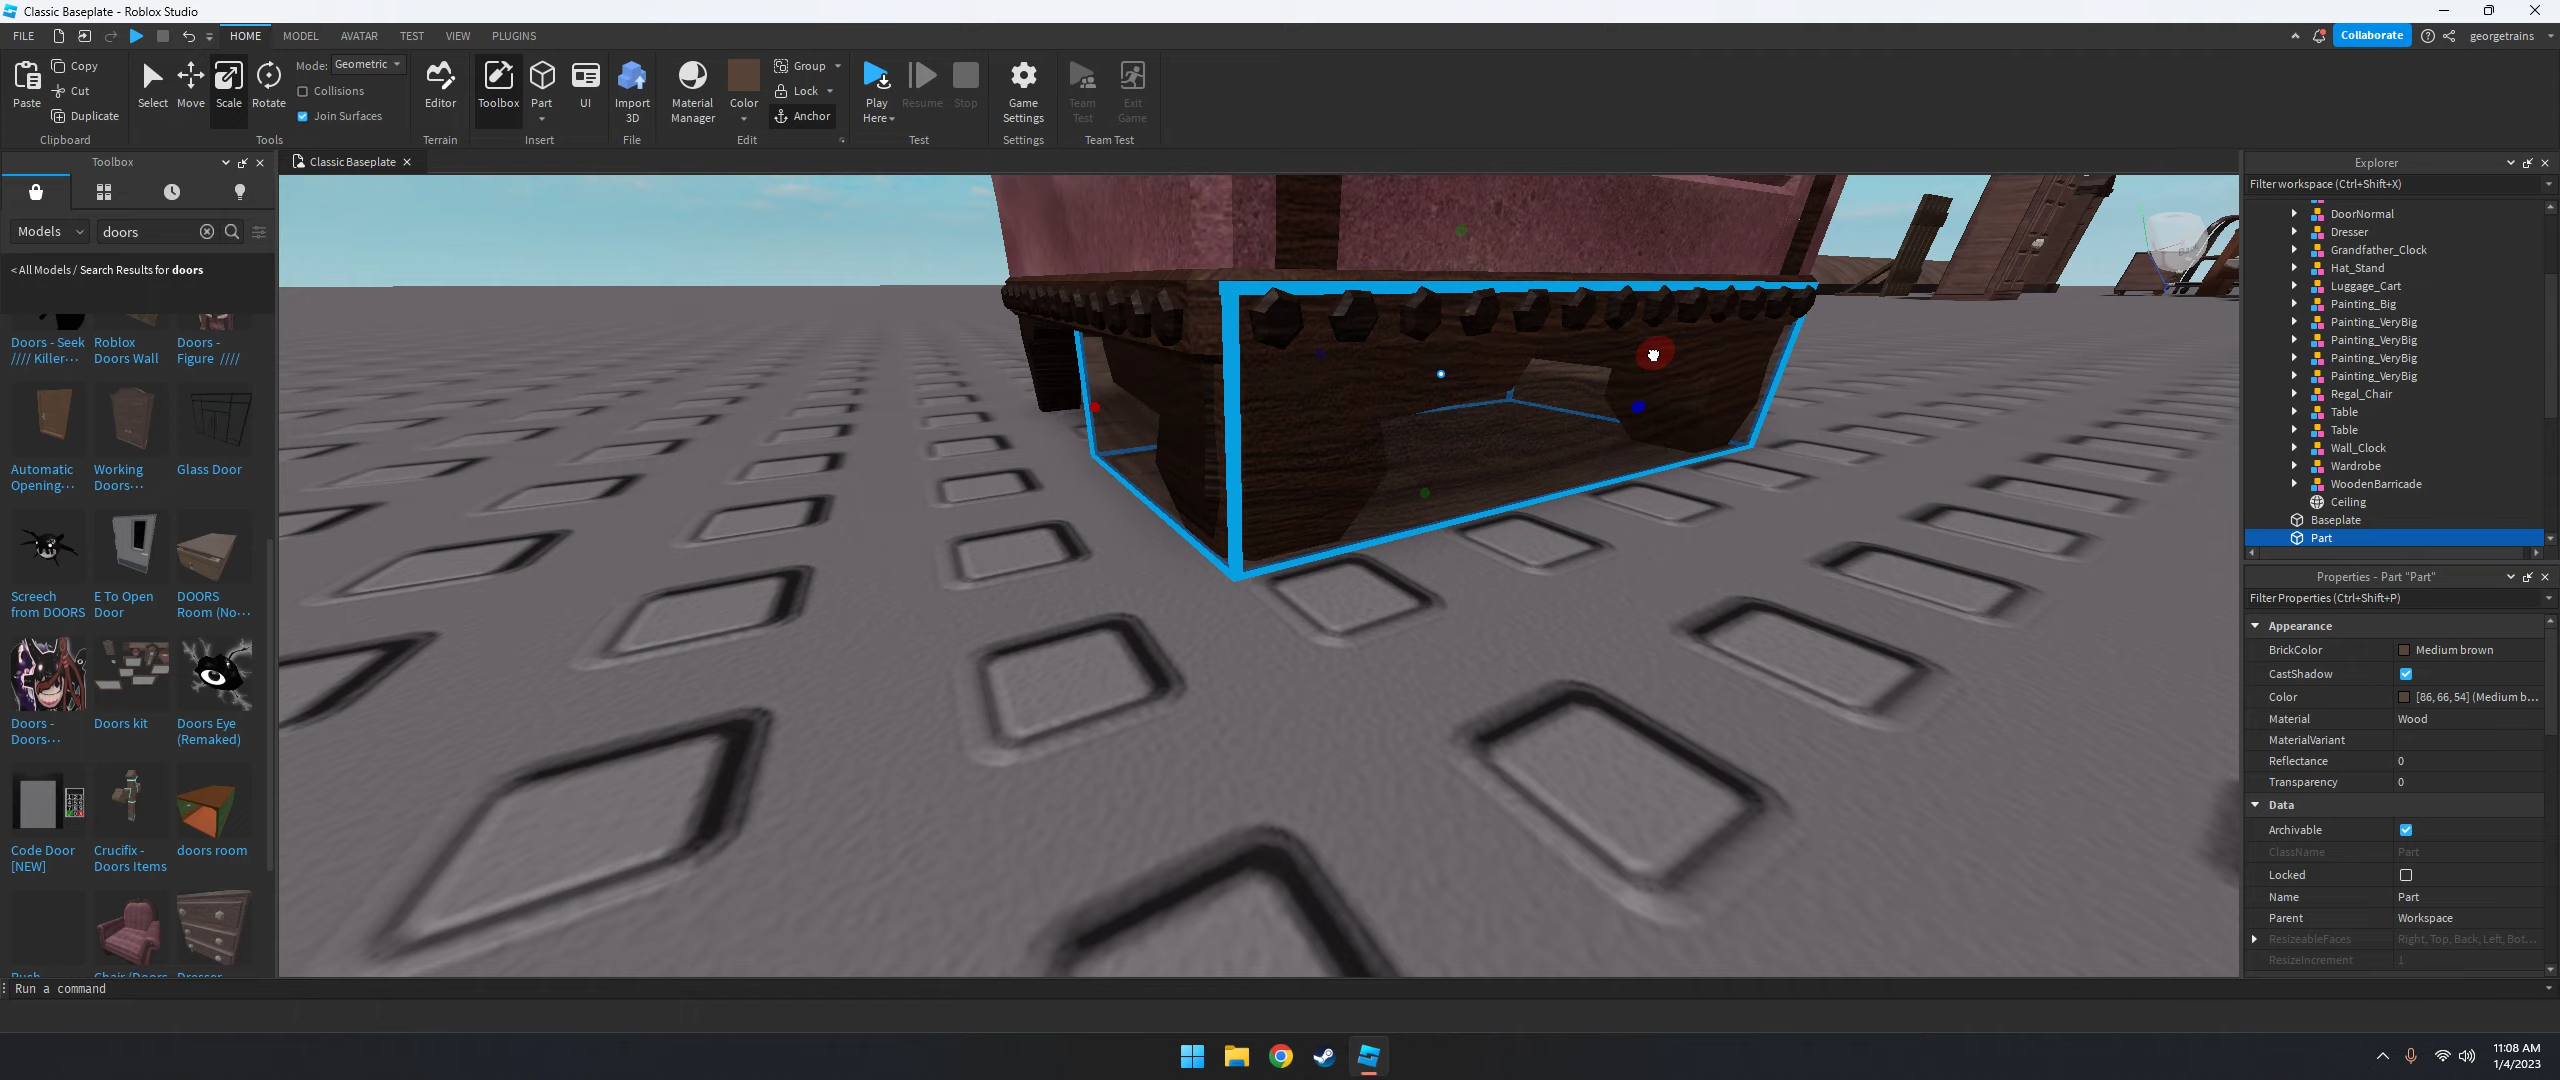 Classic Baseplate - Roblox Studio
FILE
HOME
MODEL
AVATAR
TEST
VIEW
PLUGINS
Collaborate
georgetrains
Paste
Copy
Cut
Duplicate
Clipboard
Select
Move
Scale
Rotate
Mode: Geometric
Collisions
Join Surfaces
Tools
Editor
Terrain
Toolbox
Part
UI
Insert
Import
3D
File
Material
Manager
Color
Group
Lock
Anchor
Edit
Play
Here
Resume
Stop
Test
Game
Settings
Settings
Team
Test
Exit
Game
Team Test
Toolbox
Models
doors
< All Models / Search Results for doors
Doors - Seek
//// Killer...
Roblox
Doors Wall
Doors -
Figure ////
Automatic
Opening...
Working
Doors...
Glass Door
Screech
from DOORS
E To Open
Door
DOORS
Room (No...
Doors -
Doors...
Doors kit
Doors Eye
(Remaked)
Code Door
[NEW]
Crucifix -
Doors Items
doors room
Classic Baseplate
Explorer
Filter workspace (Ctrl+Shift+X)
DoorNormal
Dresser
Grandfather_Clock
Hat_Stand
Luggage_Cart
Painting_Big
Painting_VeryBig
Painting_VeryBig
Painting_VeryBig
Painting_VeryBig
Regal_Chair
Table
Table
Wall_Clock
Wardrobe
WoodenBarricade
Ceiling
Baseplate
Part
Properties - Part "Part"
Filter Properties (Ctrl+Shift+P)
Appearance
BrickColor Medium brown
CastShadow
Color [86, 66, 54] (Medium b...
Material Wood
MaterialVariant
Reflectance 0
Transparency 0
Data
Archivable
ClassName Part
Locked
Name Part
Parent Workspace
ResizeableFaces Right, Top, Back, Left, Bot...
ResizeIncrement 1
Run a command
11:08 AM
1/4/2023